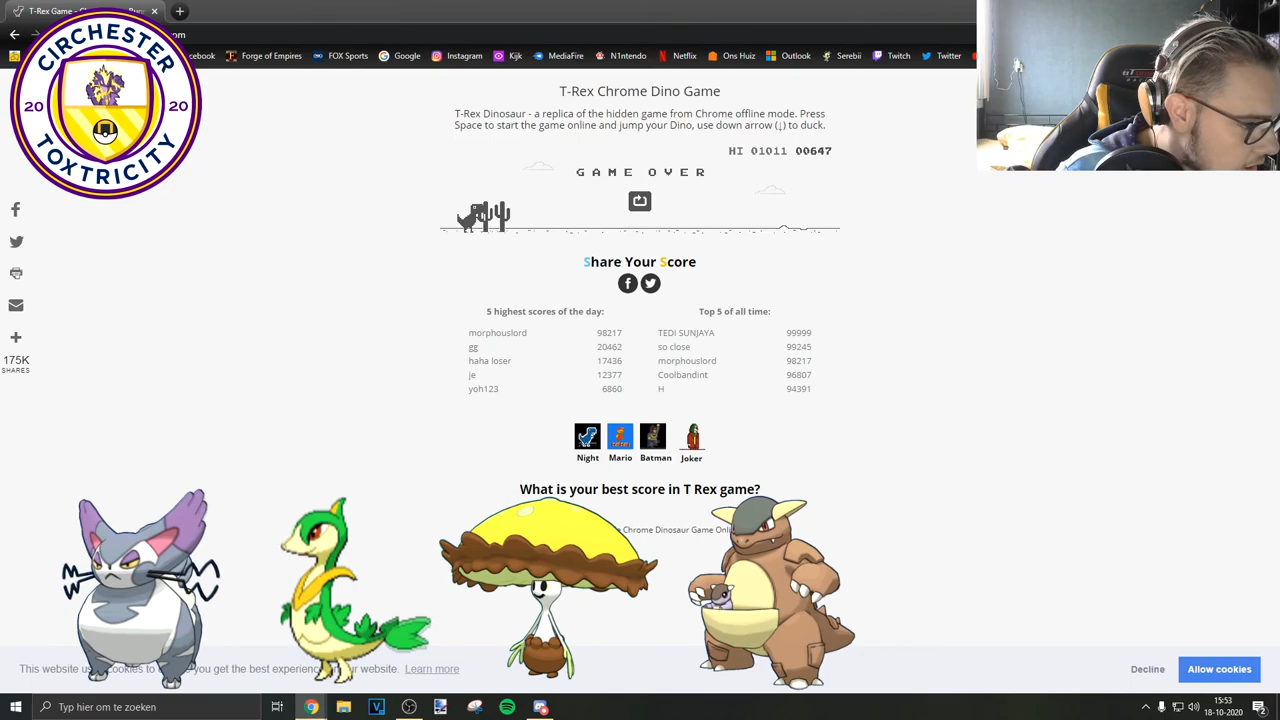 T-Rex Game - Ch
CIRCHESTER
20 20
TOXTRICITY
Forge of Empires
FOX Sports
Google
Instagram
Kijk
MediaFire
N1ntendo
Netflix
Ons Huiz
Outlook
Serebii
Twitch
Twitter
T-Rex Chrome Dino Game
T-Rex Dinosaur - a replica of the hidden game from Chrome offline mode. Press
Space to start the game online and jump your Dino, use down arrow (↓) to duck.
HI 01011 00647
GAME OVER
Share Your Score
5 highest scores of the day:
morphouslord 98217
gg 20462
haha loser 17436
je 12377
yoh123 6860
Top 5 of all time:
TEDI SUNJAYA 99999
so close 99245
morphouslord 98217
Coolbandint 96807
H 94391
175K
SHARES
Night
Mario
Batman
Joker
What is your best score in T Rex game?
Chrome Dinosaur Game Onl
This website us cookies to you get the best experien our website. Learn more
Decline
Allow cookies
Typ hier om te zoeken
15:53
18-10-2020
2